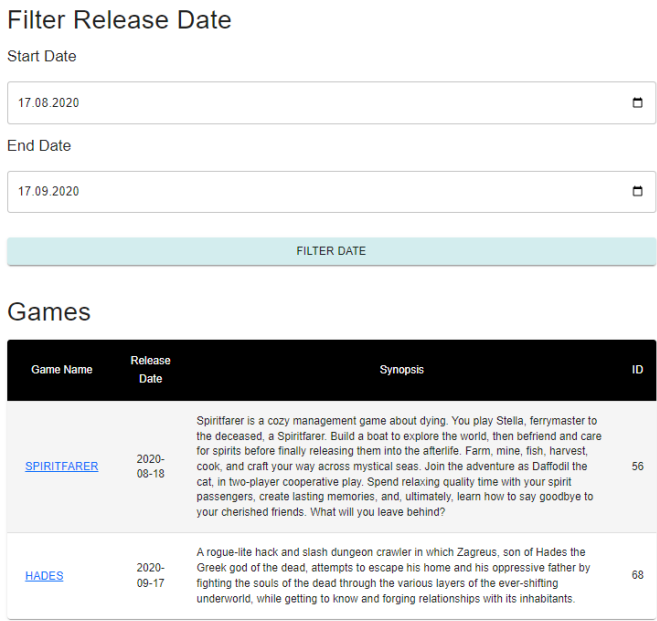 Filter Release Date
Start Date
17.08.2020
End Date
17.09.2020
FILTER DATE
Games
Game Name Release Date Synopsis ID
Spiritfarer is a cozy management game about dying. You play Stella, ferrymaster to
the deceased, a Spiritfarer. Build a boat to explore the world, then befriend and care
for spirits before finally releasing them into the afterlife. Farm, mine, fish, harvest,
SPIRITFARER 2020-08-18 cook, and craft your way across mystical seas. Join the adventure as Daffodil the 56
cat, in two-player cooperative play. Spend relaxing quality time with your spirit
passengers, create lasting memories, and, ultimately, learn how to say goodbye to
your cherished friends. What will you leave behind?
A rogue-lite hack and slash dungeon crawler in which Zagreus, son of Hades the
HADES 2020-09-17 Greek god of the dead, attempts to escape his home and his oppressive father by 68
fighting the souls of the dead through the various layers of the ever-shifting
underworld, while getting to know and forging relationships with its inhabitants.